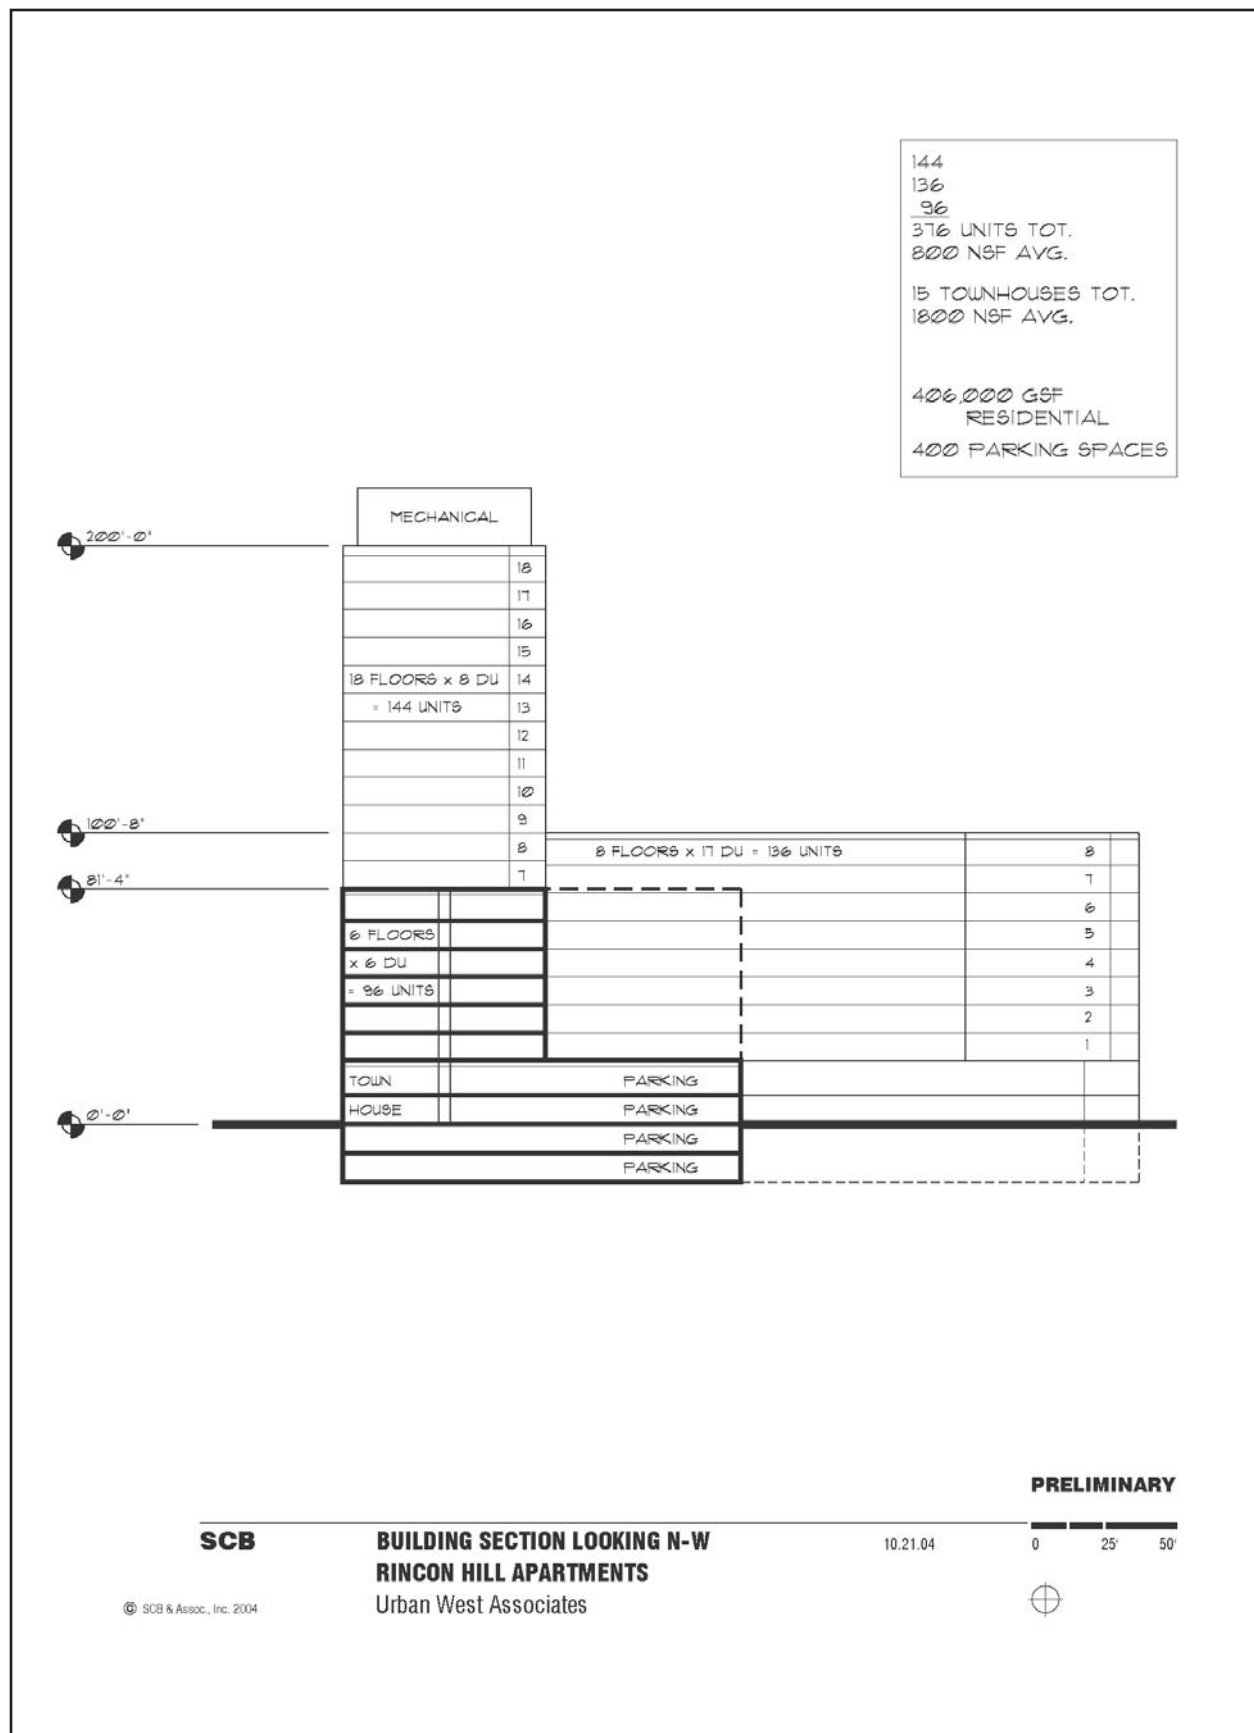 144
136
96
376 UNITS TOT.
800 NSF AVG.
15 TOWNHOUSES TOT.
1800 NSF AVG.
406,000 GSF
RESIDENTIAL
400 PARKING SPACES
MECHANICAL
200'-0"
18
17
16
15
18 FLOORS x 8 DU 14
= 144 UNITS 13
12
11
10
9
100'-8"
8
8 FLOORS x 17 DU = 136 UNITS 8
7
7
81'-4"
6
6 FLOORS 5
x 6 DU 4
= 96 UNITS 3
2
1
TOWN PARKING
HOUSE PARKING
0'-0"
PARKING
PARKING
PRELIMINARY
SCB
BUILDING SECTION LOOKING N-W
RINCON HILL APARTMENTS
Urban West Associates
10.21.04
0 25' 50'
© SCB & Assoc., Inc. 2004